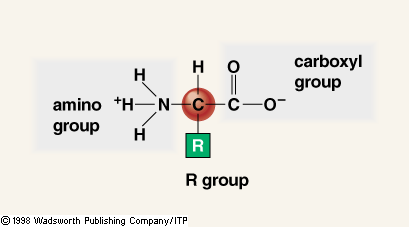 H H O carboxyl
group
amino
group
⁺H—N—C—C—O⁻
H R
R group
© 1998 Wadsworth Publishing Company/ITP